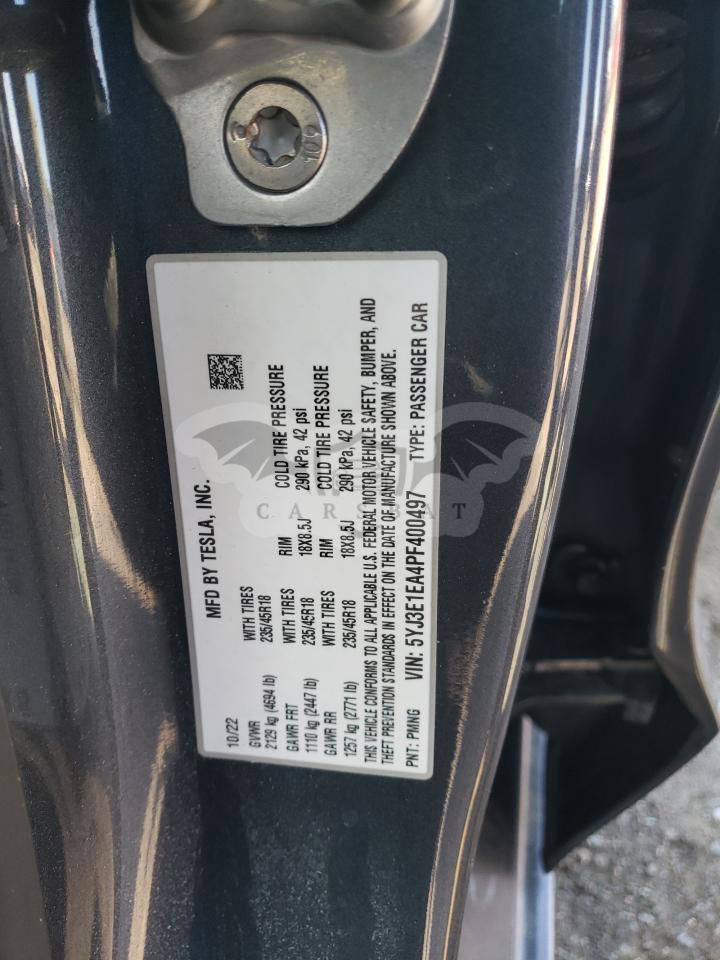 MFD BY TESLA, INC.
10/22
GVWR WITH TIRES RIM COLD TIRE PRESSURE
2129 kg (4694 lb) 235/45R18 18X8.5J 290 kPa, 42 psi
GAWR FRT WITH TIRES RIM COLD TIRE PRESSURE
1110 kg (2447 lb) 235/45R18 18X8.5J 290 kPa, 42 psi
GAWR RR WITH TIRES
1257 kg (2771 lb) 235/45R18
THIS VEHICLE CONFORMS TO ALL APPLICABLE U.S. FEDERAL MOTOR VEHICLE SAFETY, BUMPER, AND
THEFT PREVENTION STANDARDS IN EFFECT ON THE DATE OF MANUFACTURE SHOWN ABOVE.
PNT: PMNG VIN: 5YJ3E1EA4PF400497 TYPE: PASSENGER CAR
CARSBAT
109